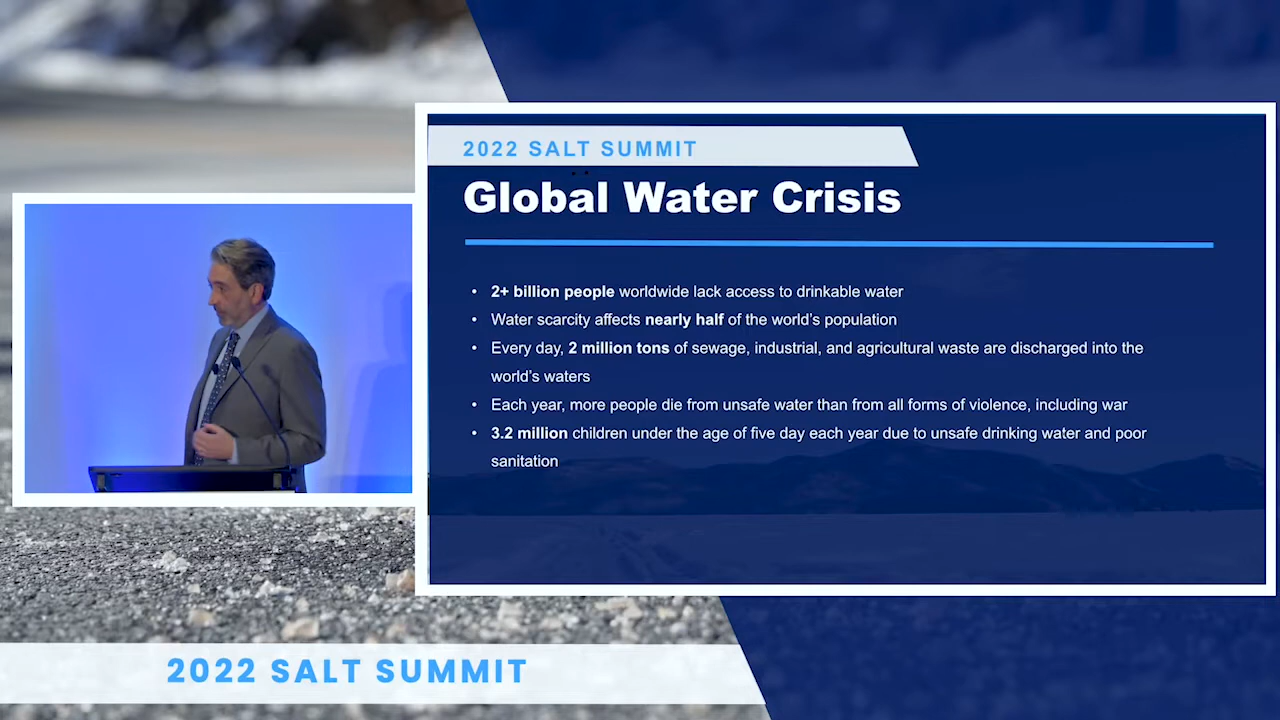 2022 SALT SUMMIT
Global Water Crisis
• 2+ billion people worldwide lack access to drinkable water
• Water scarcity affects nearly half of the world's population
• Every day, 2 million tons of sewage, industrial, and agricultural waste are discharged into the
world's waters
• Each year, more people die from unsafe water than from all forms of violence, including war
• 3.2 million children under the age of five day each year due to unsafe drinking water and poor
sanitation
2022 SALT SUMMIT